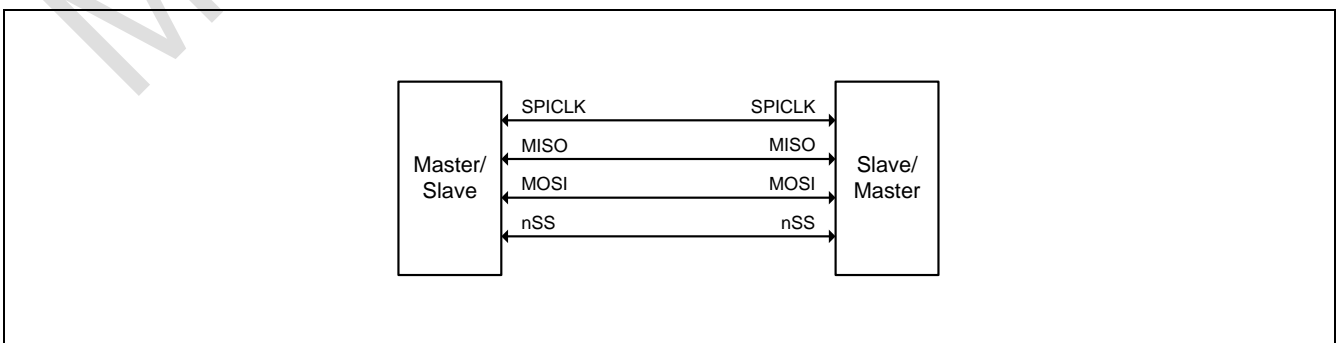 SPICLK SPICLK
MISO MISO
Master/ Slave/
MOSI MOSI
Slave Master
nSS nSS